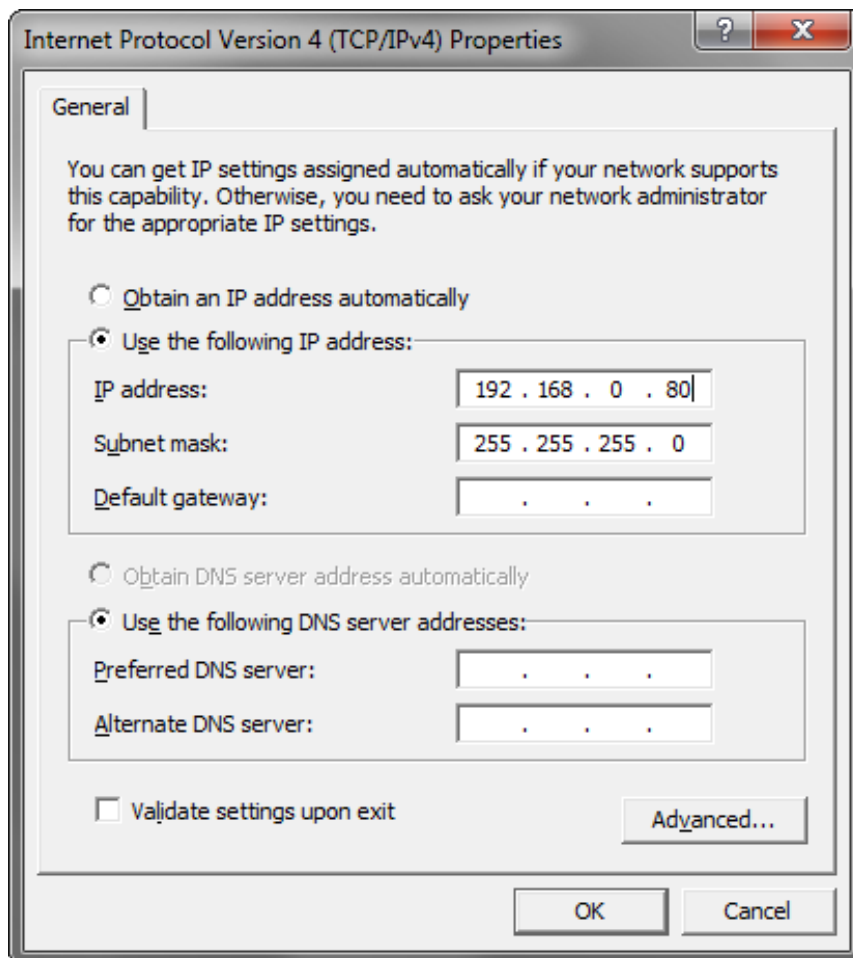 Internet Protocol Version 4 (TCP/IPv4) Properties
?
X
General
You can get IP settings assigned automatically if your network supports
this capability. Otherwise, you need to ask your network administrator
for the appropriate IP settings.
Obtain an IP address automatically
Use the following IP address:
IP address: 192 . 168 . 0 . 80
Subnet mask: 255 . 255 . 255 . 0
Default gateway: . . .
Obtain DNS server address automatically
Use the following DNS server addresses:
Preferred DNS server: . . .
Alternate DNS server: . . .
Validate settings upon exit
Advanced...
OK Cancel